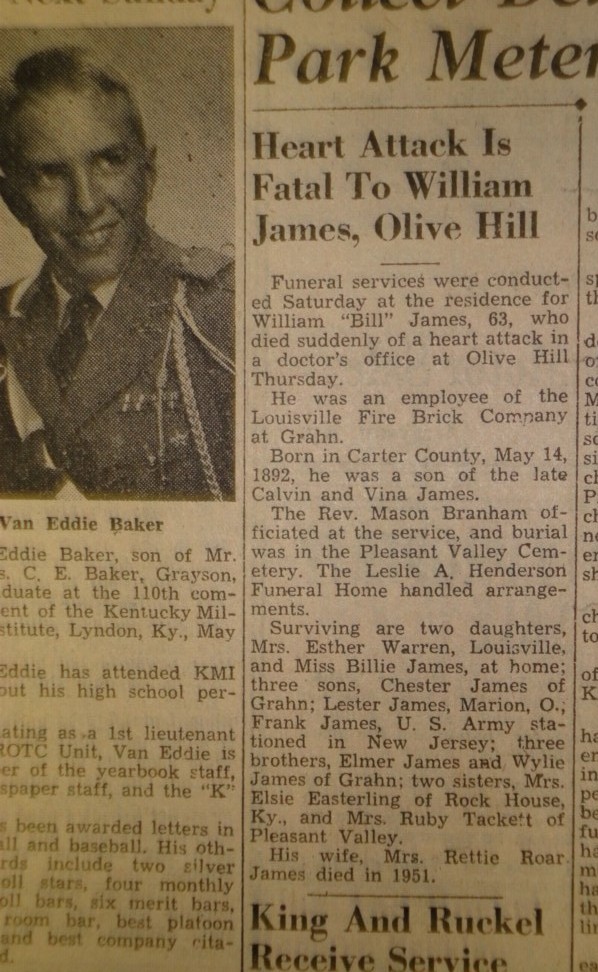 Next Sunday
Van Eddie Baker
Eddie Baker, son of Mr.
s. C. E. Baker, Grayson,
duate at the 110th com-
ent of the Kentucky Mil-
stitute, Lyndon, Ky., May
Eddie has attended KMI
out his high school per-
ating as a 1st lieutenant
ROTC Unit, Van Eddie is
er of the yearbook staff,
spaper staff, and the "K"
s been awarded letters in
all and baseball. His oth-
rds include two silver
oll stars, four monthly
oll bars, six merit bars,
room bar, best platoon
and best company cita-
d.
Collect
Park Meter
Heart Attack Is
Fatal To William
James, Olive Hill
Funeral services were conduct-
ed Saturday at the residence for
William "Bill" James, 63, who
died suddenly of a heart attack in
a doctor's office at Olive Hill
Thursday.
He was an employee of the
Louisville Fire Brick Company
at Grahn.
Born in Carter County, May 14,
1892, he was a son of the late
Calvin and Vina James.
The Rev. Mason Branham of-
ficiated at the service, and burial
was in the Pleasant Valley Cem-
etery. The Leslie A. Henderson
Funeral Home handled arrange-
ments.
Surviving are two daughters,
Mrs. Esther Warren, Louisville,
and Miss Billie James, at home;
three sons, Chester James of
Grahn; Lester James, Marion, O.;
Frank James, U. S. Army sta-
tioned in New Jersey; three
brothers, Elmer James and Wylie
James of Grahn; two sisters, Mrs.
Elsie Easterling of Rock House,
Ky., and Mrs. Ruby Tackett of
Pleasant Valley.
His wife, Mrs. Rettie Roar
James died in 1951.
King And Ruckel
Receive Service